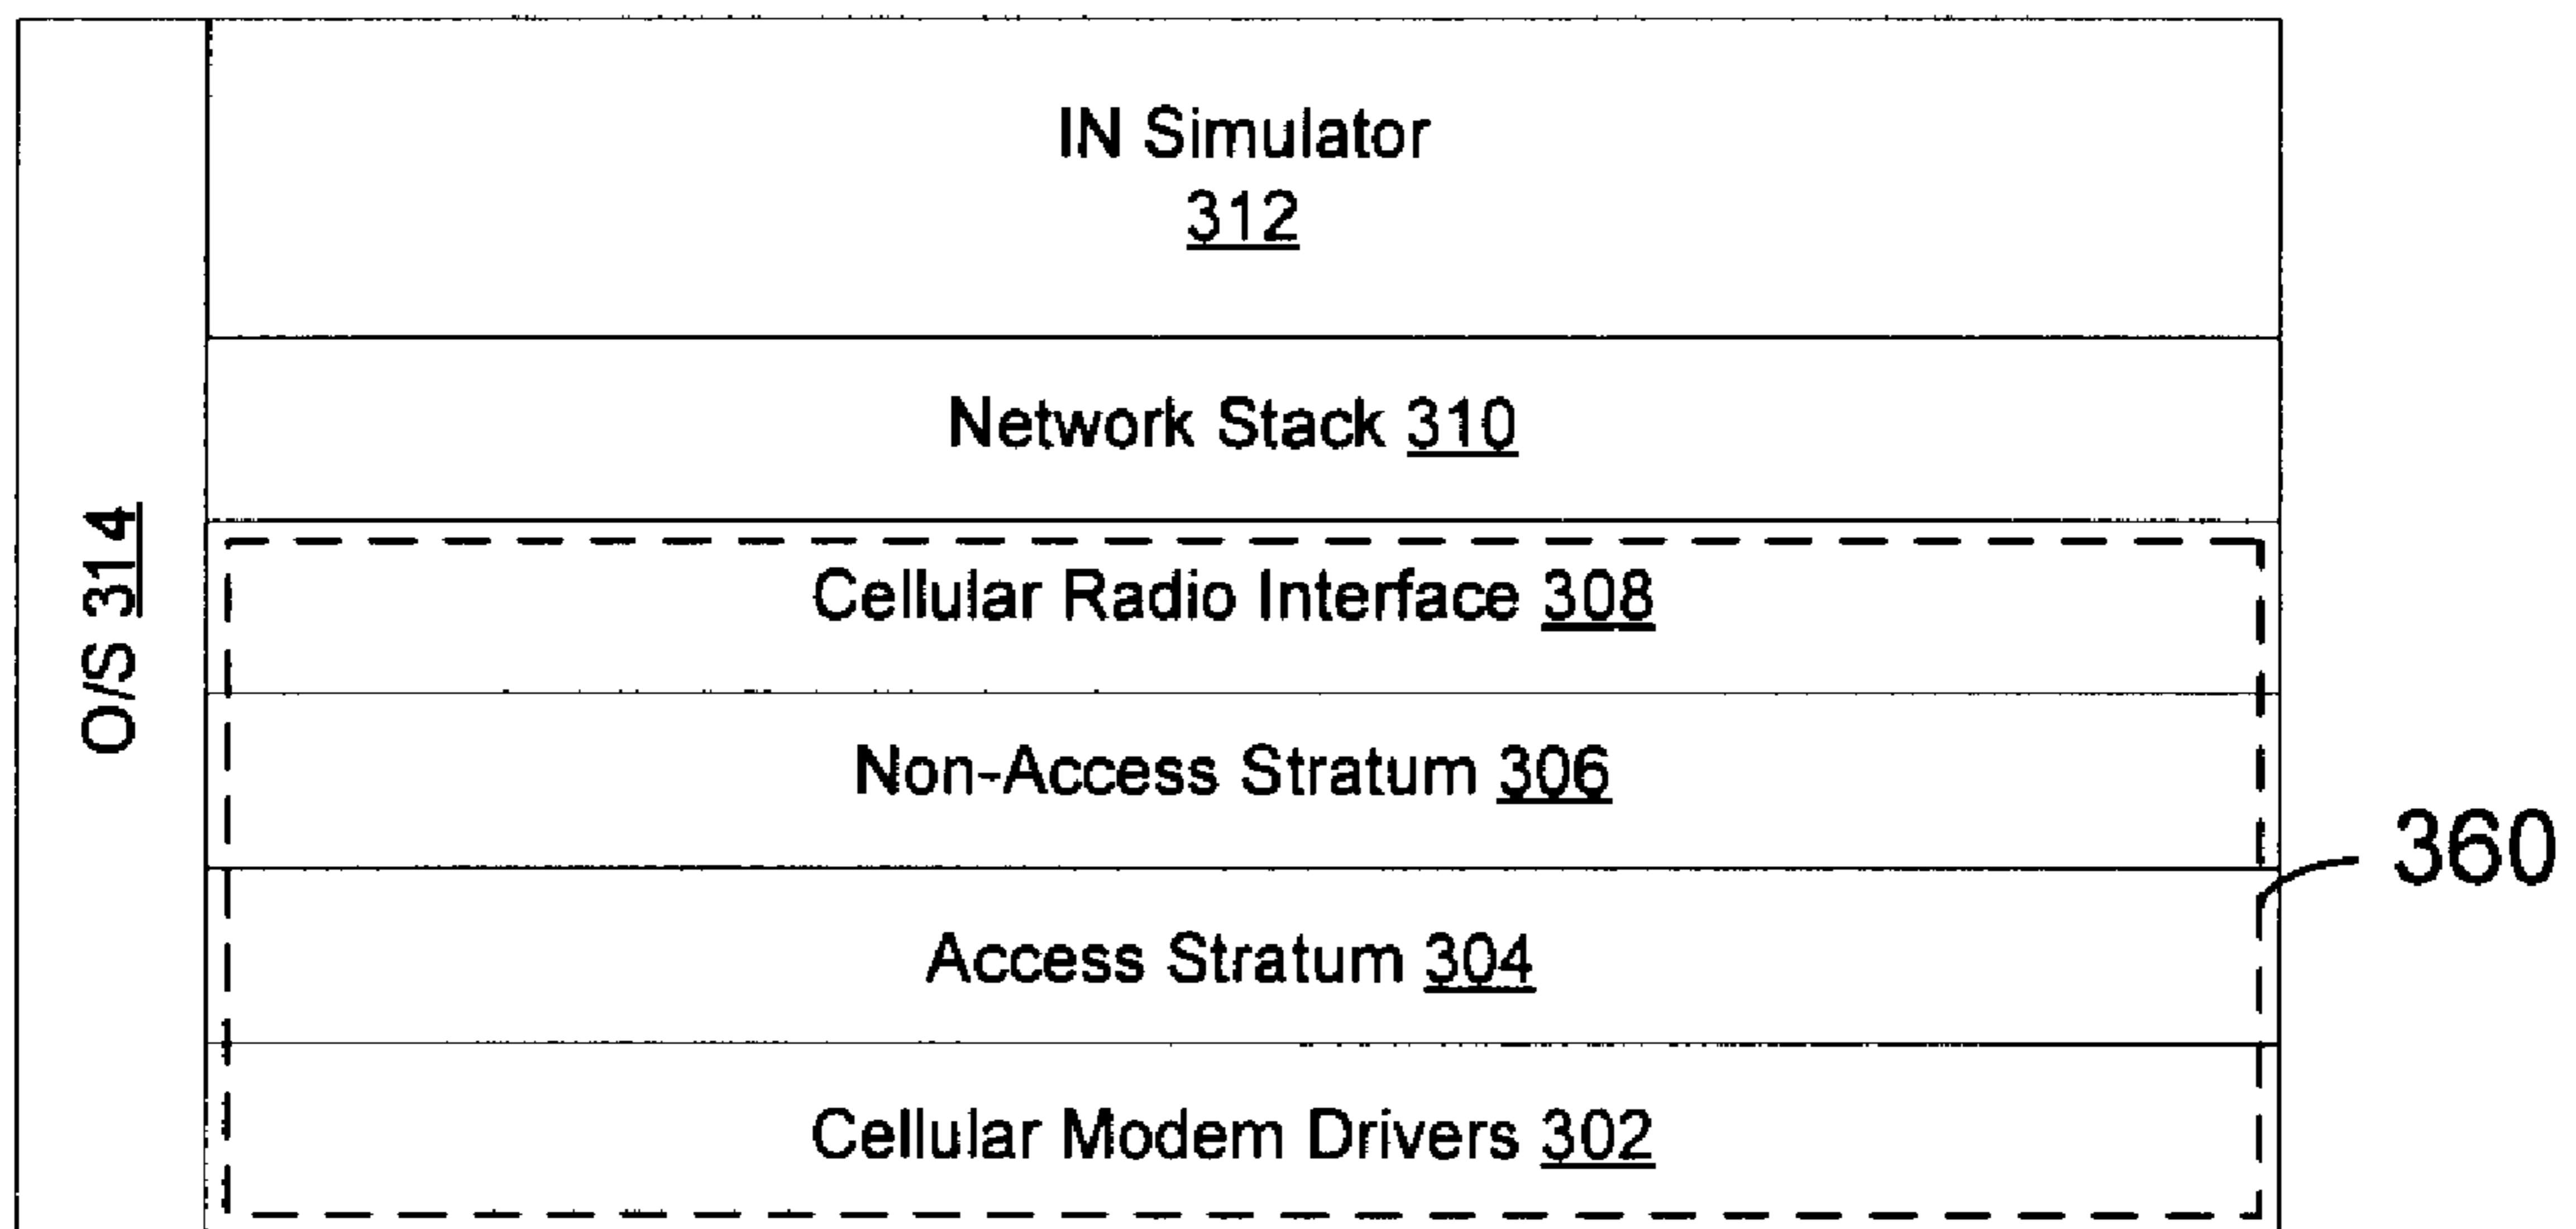 IN Simulator
312
Network Stack 310
Cellular Radio Interface 308
O/S 314
Non-Access Stratum 306
360
Access Stratum 304
Cellular Modem Drivers 302